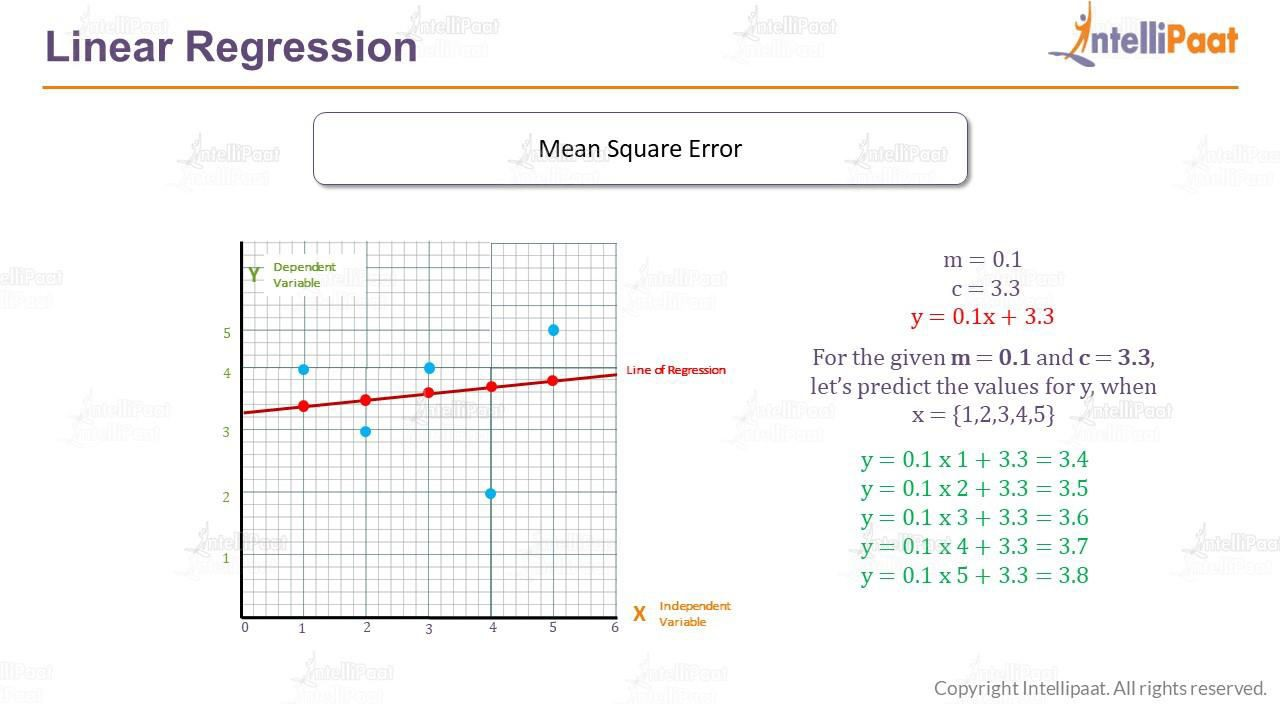 Linear Regression
IntelliPaat
Mean Square Error
Y
Dependent
Variable
5
4
3
2
1
0 1 2 3 4 5 6
Line of Regression
X
Independent
Variable
m = 0.1
c = 3.3
y = 0.1x + 3.3
For the given m = 0.1 and c = 3.3,
let’s predict the values for y, when
x = {1,2,3,4,5}
y = 0.1 x 1 + 3.3 = 3.4
y = 0.1 x 2 + 3.3 = 3.5
y = 0.1 x 3 + 3.3 = 3.6
y = 0.1 x 4 + 3.3 = 3.7
y = 0.1 x 5 + 3.3 = 3.8
Copyright Intellipaat. All rights reserved.